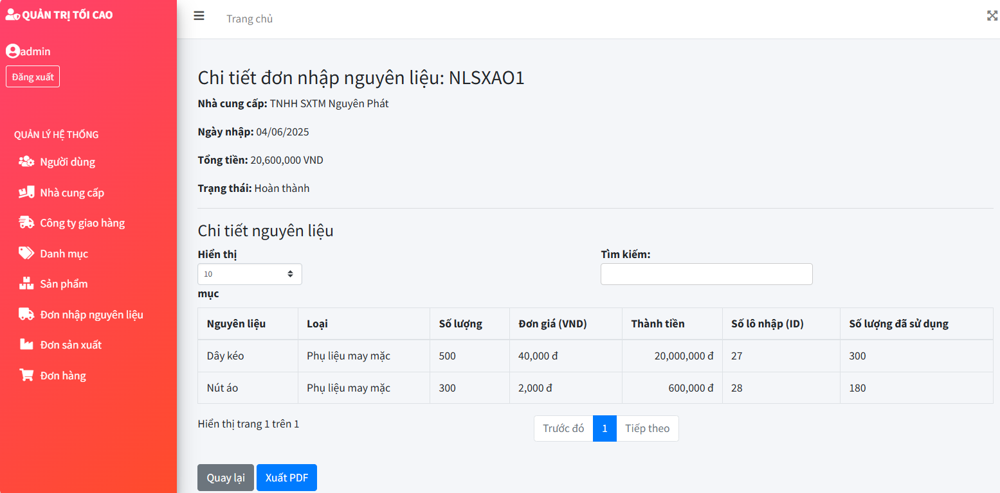 QUẢN TRỊ TỐI CAO
admin
Đăng xuất
QUẢN LÝ HỆ THỐNG
Người dùng
Nhà cung cấp
Công ty giao hàng
Danh mục
Sản phẩm
Đơn nhập nguyên liệu
Đơn sản xuất
Đơn hàng
Trang chủ
Chi tiết đơn nhập nguyên liệu: NLSXAO1
Nhà cung cấp: TNHH SXTM Nguyên Phát
Ngày nhập: 04/06/2025
Tổng tiền: 20,600,000 VND
Trạng thái: Hoàn thành
Chi tiết nguyên liệu
Hiển thị
10
mục
Tìm kiếm:
Nguyên liệu Loại Số lượng Đơn giá (VND) Thành tiền Số lô nhập (ID) Số lượng đã sử dụng
Dây kéo Phụ liệu may mặc 500 40,000 đ 20,000,000 đ 27 300
Nút áo Phụ liệu may mặc 300 2,000 đ 600,000 đ 28 180
Hiển thị trang 1 trên 1
Trước đó 1 Tiếp theo
Quay lại Xuất PDF